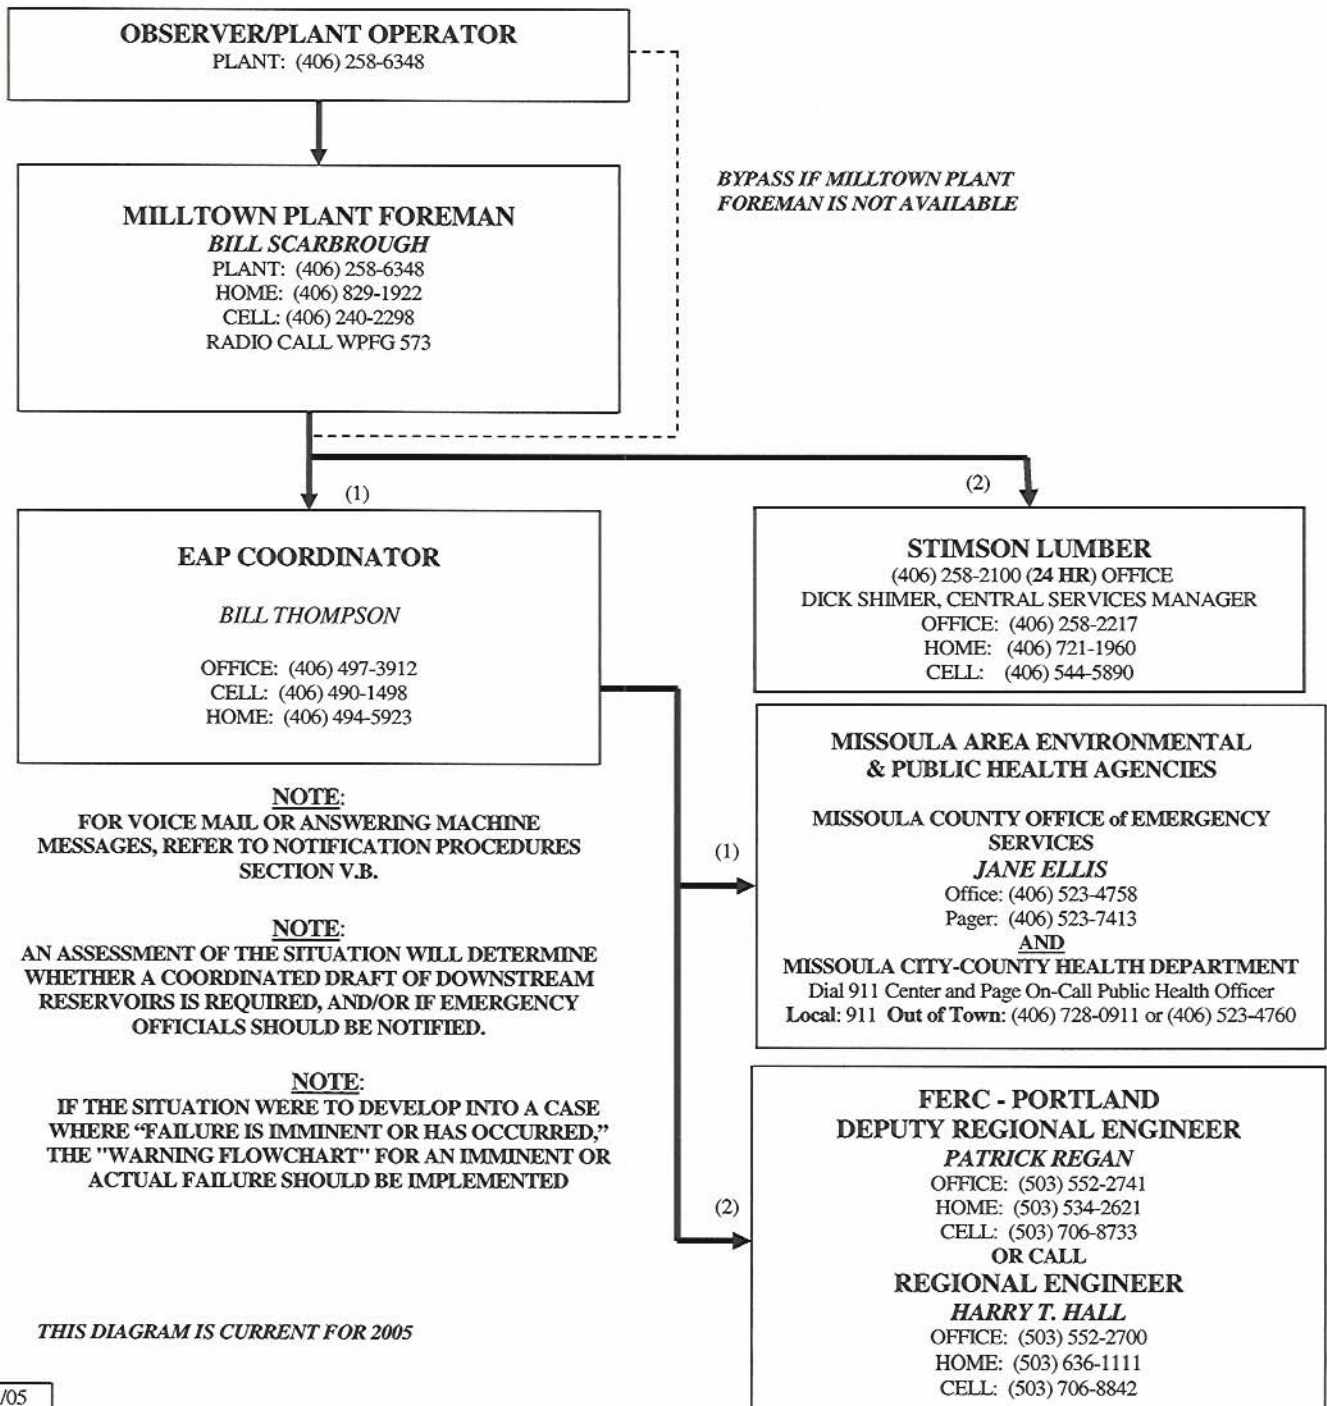 OBSERVER/PLANT OPERATOR
PLANT: (406) 258-6348
BYPASS IF MILLTOWN PLANT
FOREMAN IS NOT AVAILABLE
MILLTOWN PLANT FOREMAN
BILL SCARBROUGH
PLANT: (406) 258-6348
HOME: (406) 829-1922
CELL: (406) 240-2298
RADIO CALL WPFG 573
(1)
(2)
EAP COORDINATOR
BILL THOMPSON
OFFICE: (406) 497-3912
CELL: (406) 490-1498
HOME: (406) 494-5923
STIMSON LUMBER
(406) 258-2100 (24 HR) OFFICE
DICK SHIMER, CENTRAL SERVICES MANAGER
OFFICE: (406) 258-2217
HOME: (406) 721-1960
CELL: (406) 544-5890
NOTE:
FOR VOICE MAIL OR ANSWERING MACHINE
MESSAGES, REFER TO NOTIFICATION PROCEDURES
SECTION V.B.
NOTE:
AN ASSESSMENT OF THE SITUATION WILL DETERMINE
WHETHER A COORDINATED DRAFT OF DOWNSTREAM
RESERVOIRS IS REQUIRED, AND/OR IF EMERGENCY
OFFICIALS SHOULD BE NOTIFIED.
NOTE:
IF THE SITUATION WERE TO DEVELOP INTO A CASE
WHERE “FAILURE IS IMMINENT OR HAS OCCURRED,”
THE "WARNING FLOWCHART" FOR AN IMMINENT OR
ACTUAL FAILURE SHOULD BE IMPLEMENTED
(1)
MISSOULA AREA ENVIRONMENTAL
& PUBLIC HEALTH AGENCIES
MISSOULA COUNTY OFFICE of EMERGENCY
SERVICES
JANE ELLIS
Office: (406) 523-4758
Pager: (406) 523-7413
AND
MISSOULA CITY-COUNTY HEALTH DEPARTMENT
Dial 911 Center and Page On-Call Public Health Officer
Local: 911 Out of Town: (406) 728-0911 or (406) 523-4760
(2)
FERC - PORTLAND
DEPUTY REGIONAL ENGINEER
PATRICK REGAN
OFFICE: (503) 552-2741
HOME: (503) 534-2621
CELL: (503) 706-8733
OR CALL
REGIONAL ENGINEER
HARRY T. HALL
OFFICE: (503) 552-2700
HOME: (503) 636-1111
CELL: (503) 706-8842
THIS DIAGRAM IS CURRENT FOR 2005
/05